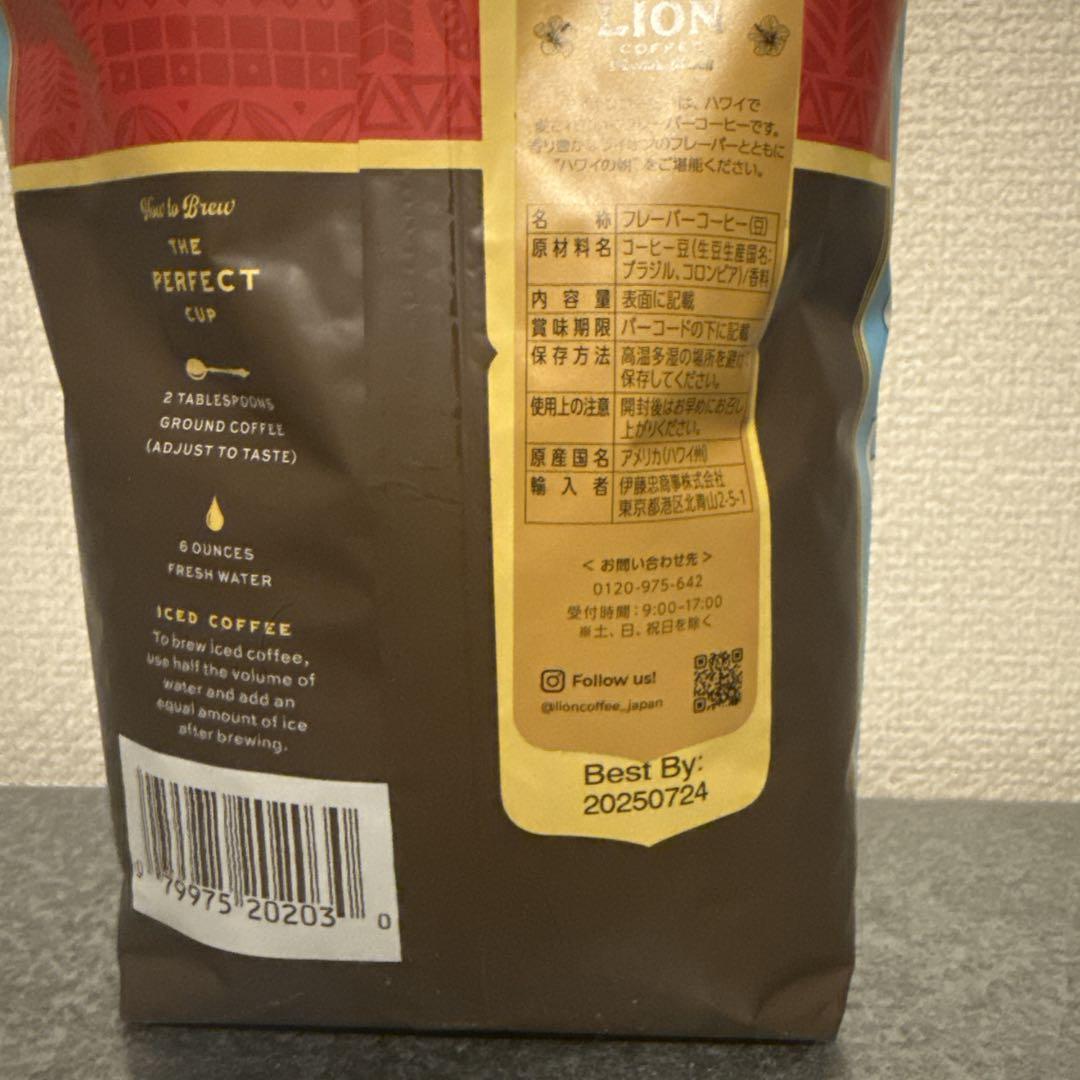 How to Brew
THE
PERFECT
CUP
2 TABLESPOONS
GROUND COFFEE
(ADJUST TO TASTE)
6 OUNCES
FRESH WATER
ICED COFFEE
To brew iced coffee,
use half the volume of
water and add an
equal amount of ice
after brewing.
0 79975 20203 0
LION
COFFEE
は、ハワイで
バーコーヒーです。
のフレーバーとともに
"ハワイの朝"をご堪能ください。
名称 フレーバーコーヒー(豆)
原材料名 コーヒー豆(生豆生産国名:
ブラジル、コロンビア)/香料
内容量 表面に記載
賞味期限 バーコードの下に記載
保存方法 高温多湿の場所を避けて
保存してください。
使用上の注意 開封後はお早めにお召し
上がりください。
原産国名 アメリカ(ハワイ州)
輸入者 伊藤忠商事株式会社
東京都港区北青山2-5-1
<お問い合わせ先>
0120-975-642
受付時間:9:00-17:00
※土、日、祝日を除く
Follow us!
@lioncoffee_japan
Best By:
20250724